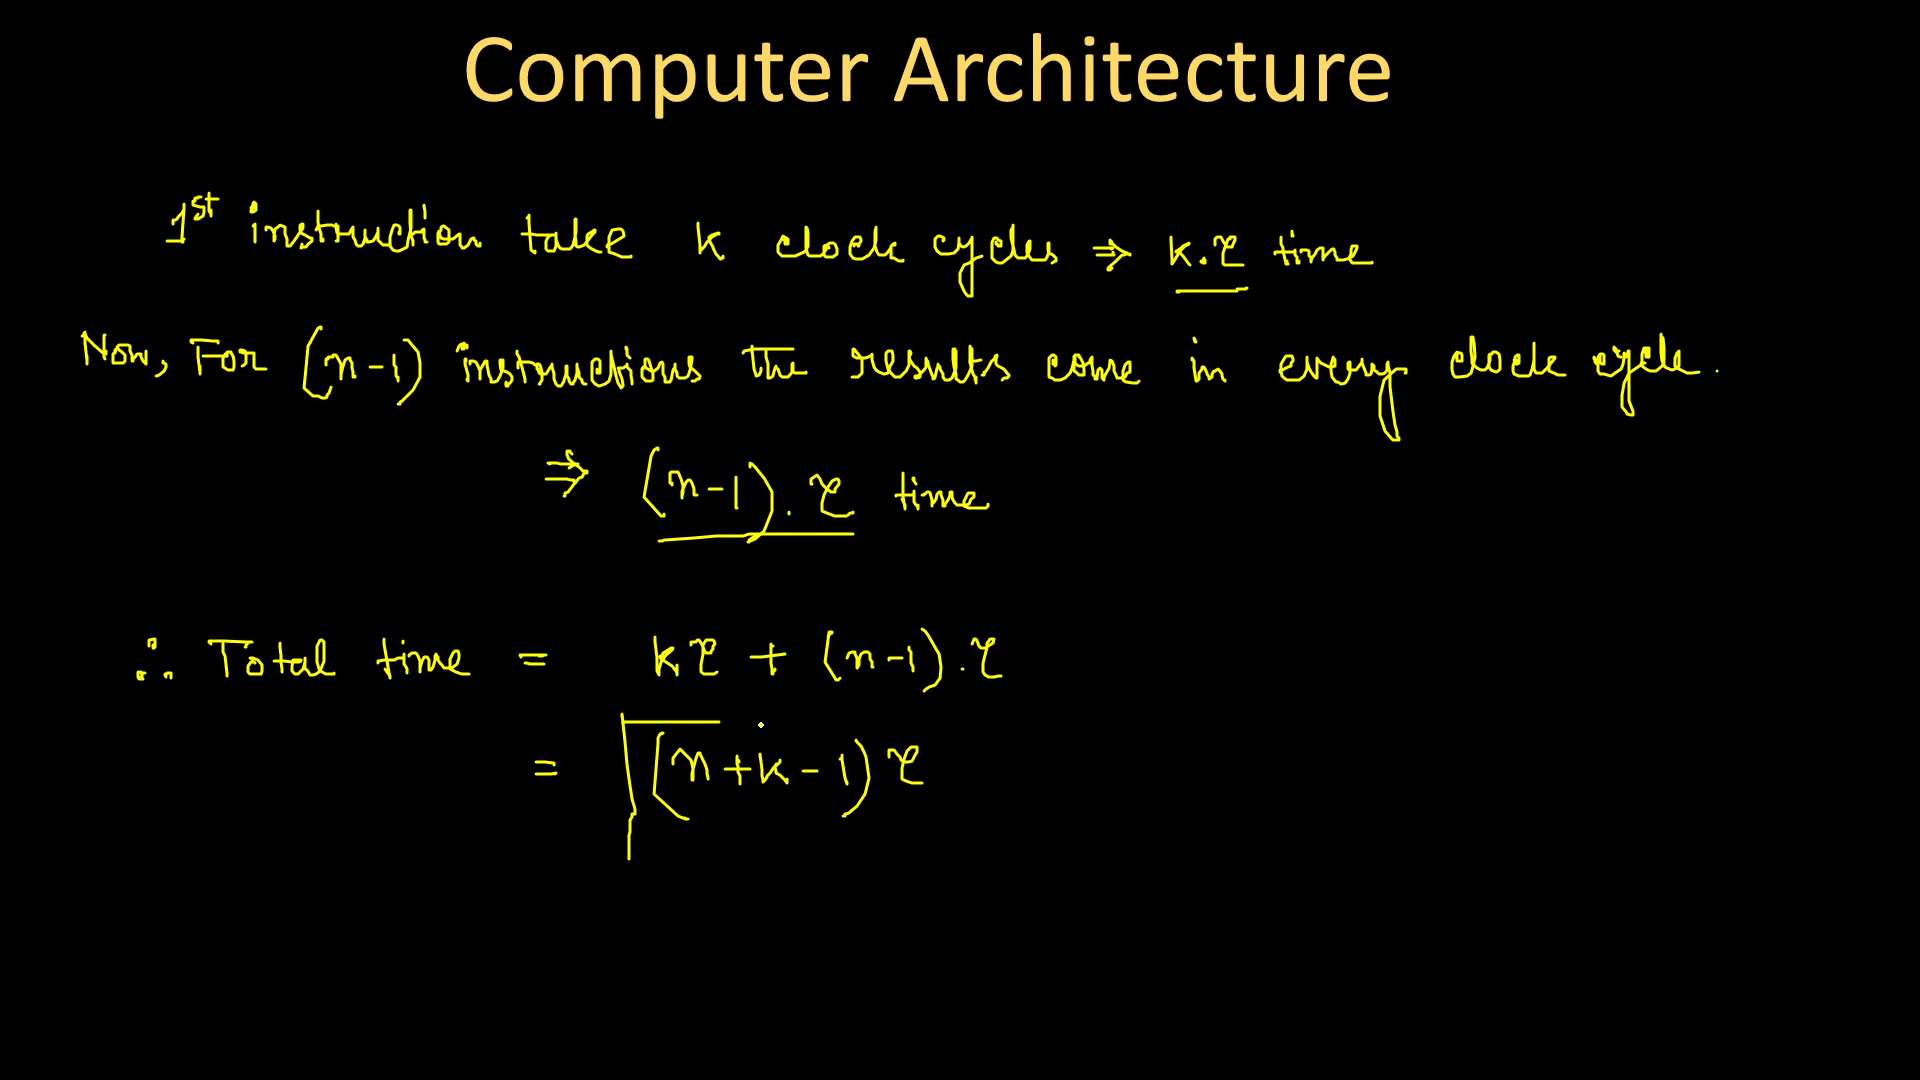 Computer Architecture
1st instruction take k clock cycles ⇒ k.τ time
Now, For (n-1) instructions the results come in every clock cycle.
⇒ (n-1).τ time
∴ Total time = kτ + (n-1).τ
= (n+k-1)τ